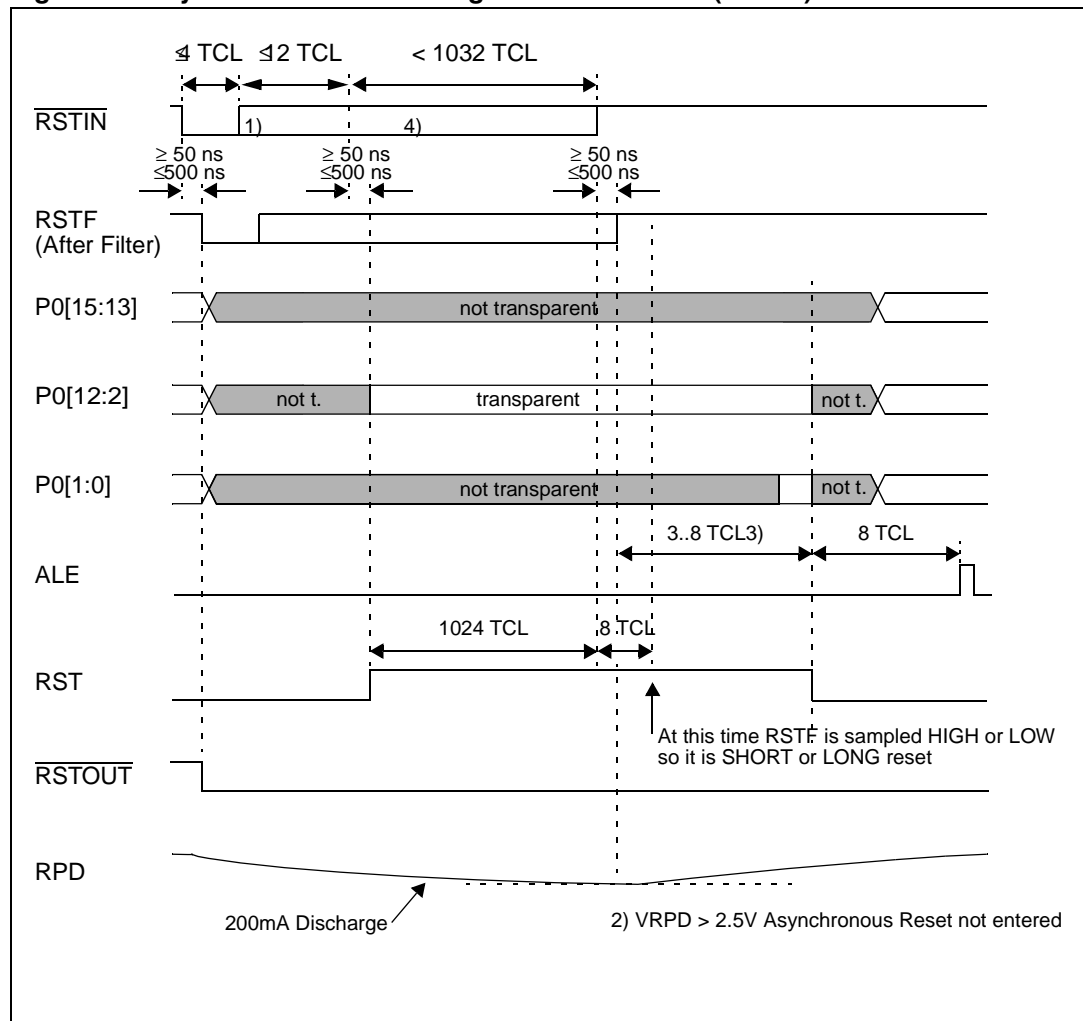 ≤4 TCL ≤12 TCL < 1032 TCL
RSTIN
1) 4)
≥ 50 ns ≥ 50 ns ≥ 50 ns
≤500 ns ≤500 ns ≤500 ns
RSTF
(After Filter)
P0[15:13] not transparent
P0[12:2] not t. transparent not t.
P0[1:0] not transparent not t.
3..8 TCL3) 8 TCL
ALE
1024 TCL 8 TCL
RST
At this time RSTF is sampled HIGH or LOW
so it is SHORT or LONG reset
RSTOUT
RPD
200mA Discharge 2) VRPD > 2.5V Asynchronous Reset not entered